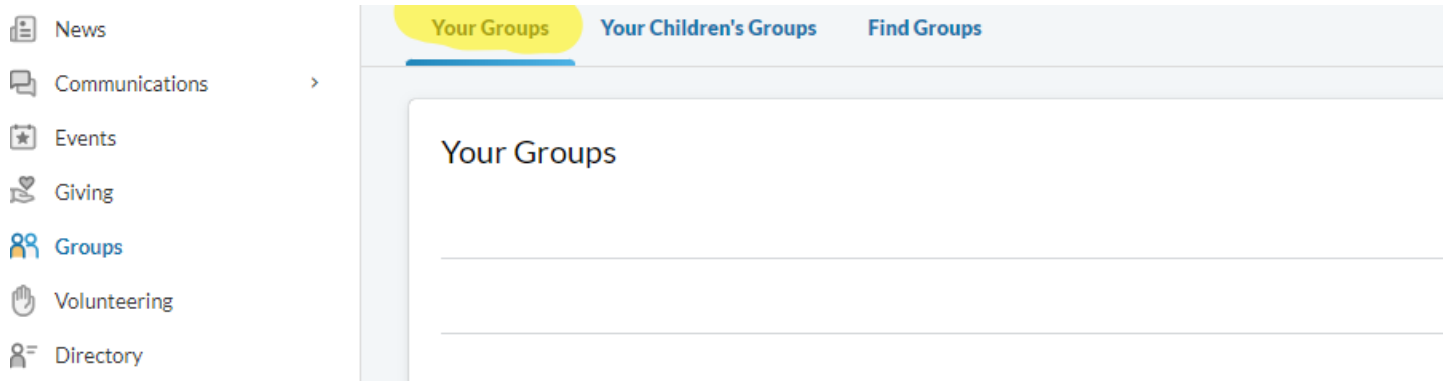 News
Communications
Events
Giving
Groups
Volunteering
Directory
Your Groups Your Children's Groups Find Groups
Your Groups